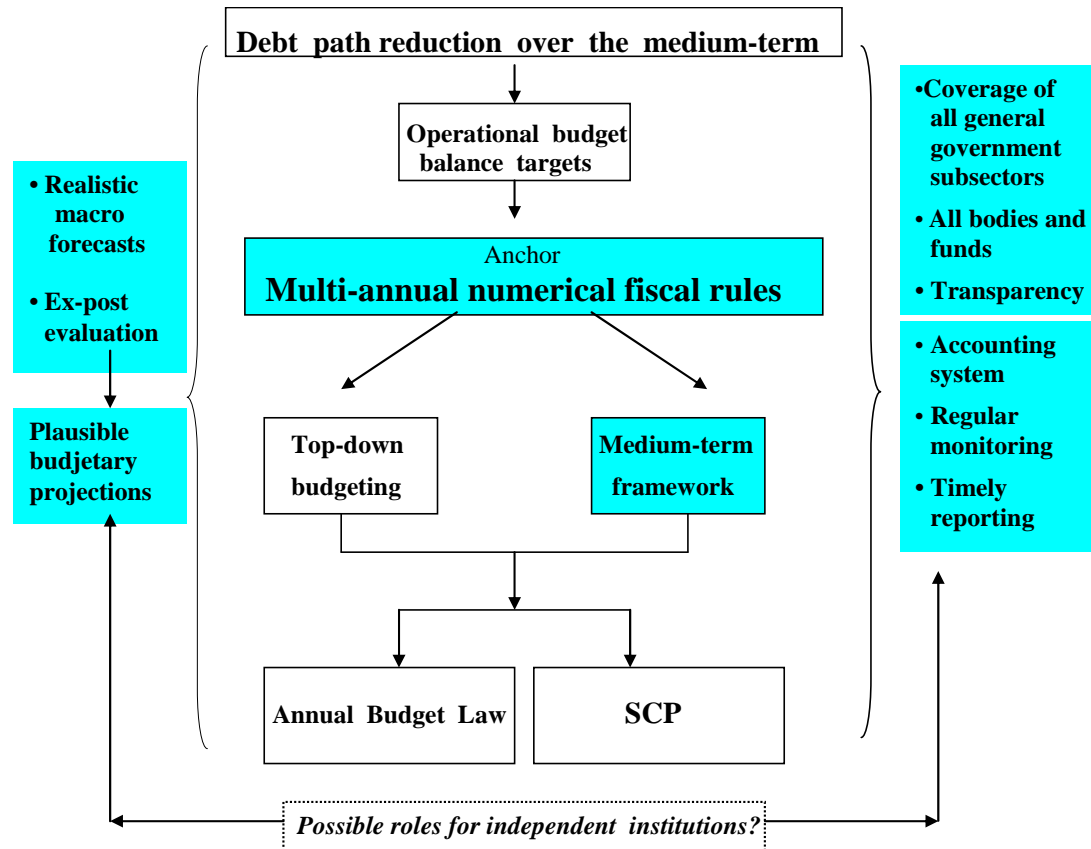 Debt path reduction over the medium-term
Operational budget
balance targets
• Realistic
macro
forecasts
• Ex-post
evaluation
Plausible
budjetary
projections
Anchor
Multi-annual numerical fiscal rules
Top-down
budgeting
Medium-term
framework
Annual Budget Law
SCP
•Coverage of
all general
government
subsectors
• All bodies and
funds
• Transparency
• Accounting
system
• Regular
monitoring
• Timely
reporting
Possible roles for independent institutions?